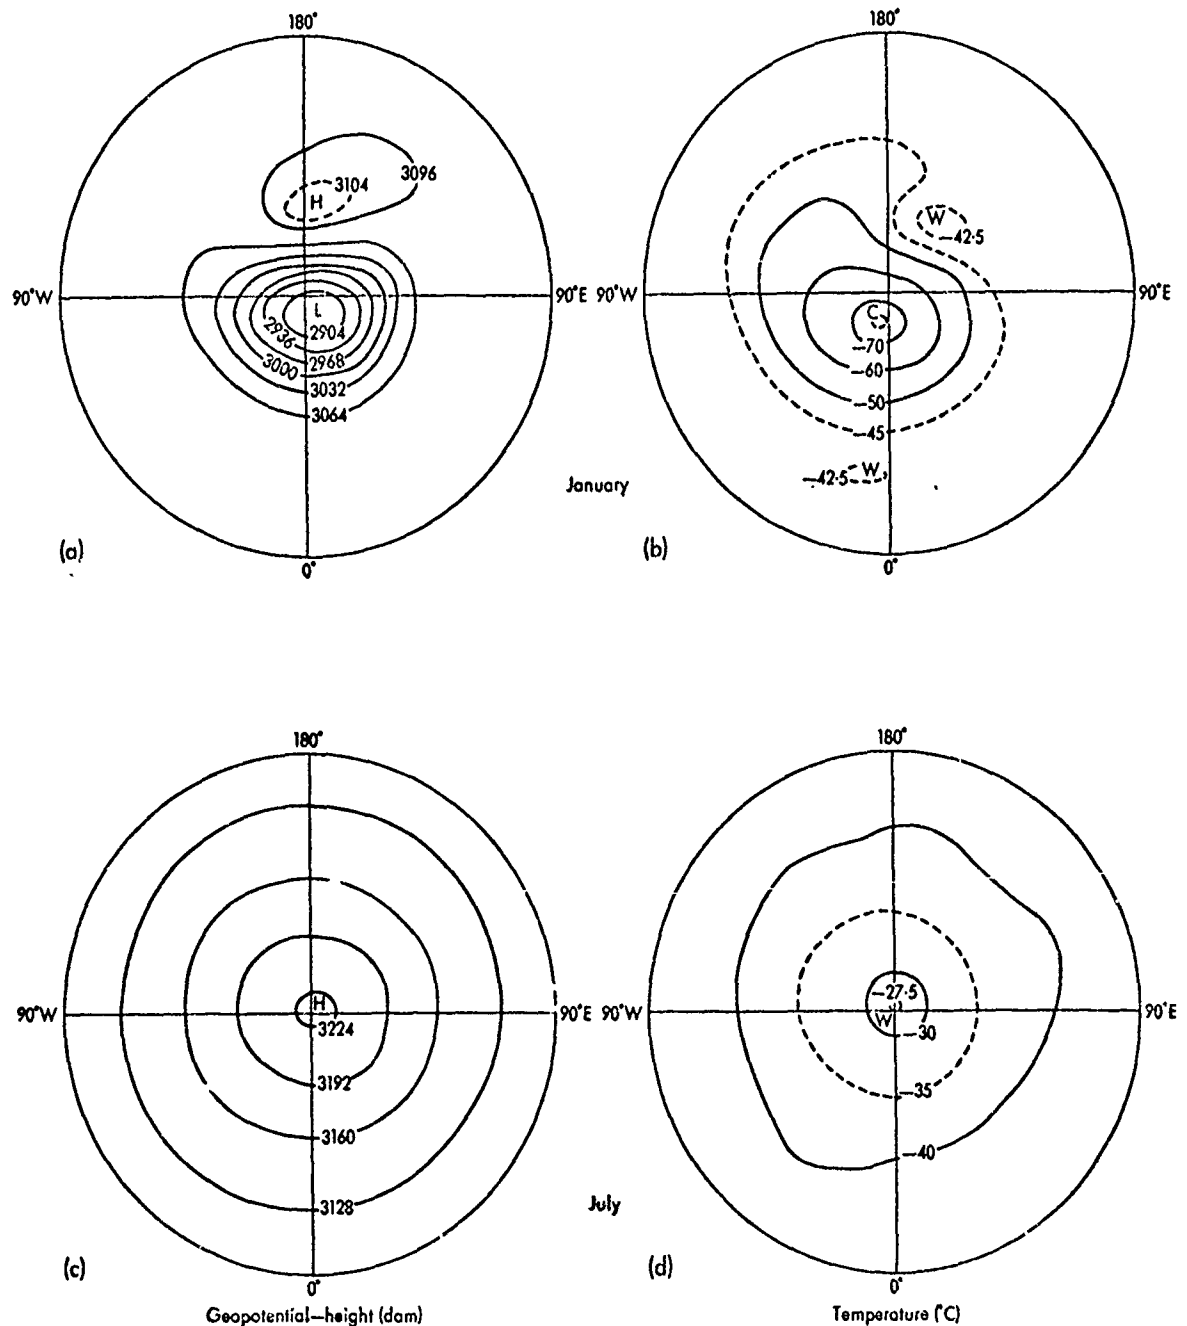 180°
3104
3096
H
90°W
90°E
L
2936
2904
3000
2968
3032
3064
(a)
0°
180°
W
−42·5
90°W
90°E
C
−70
−60
−50
−45
−42·5
W
(b)
0°
January
180°
90°W
90°E
H
3224
3192
3160
3128
(c)
0°
180°
90°W
90°E
−27·5
W
−30
−35
−40
(d)
0°
July
Geopotential–height (dam)
Temperature (°C)